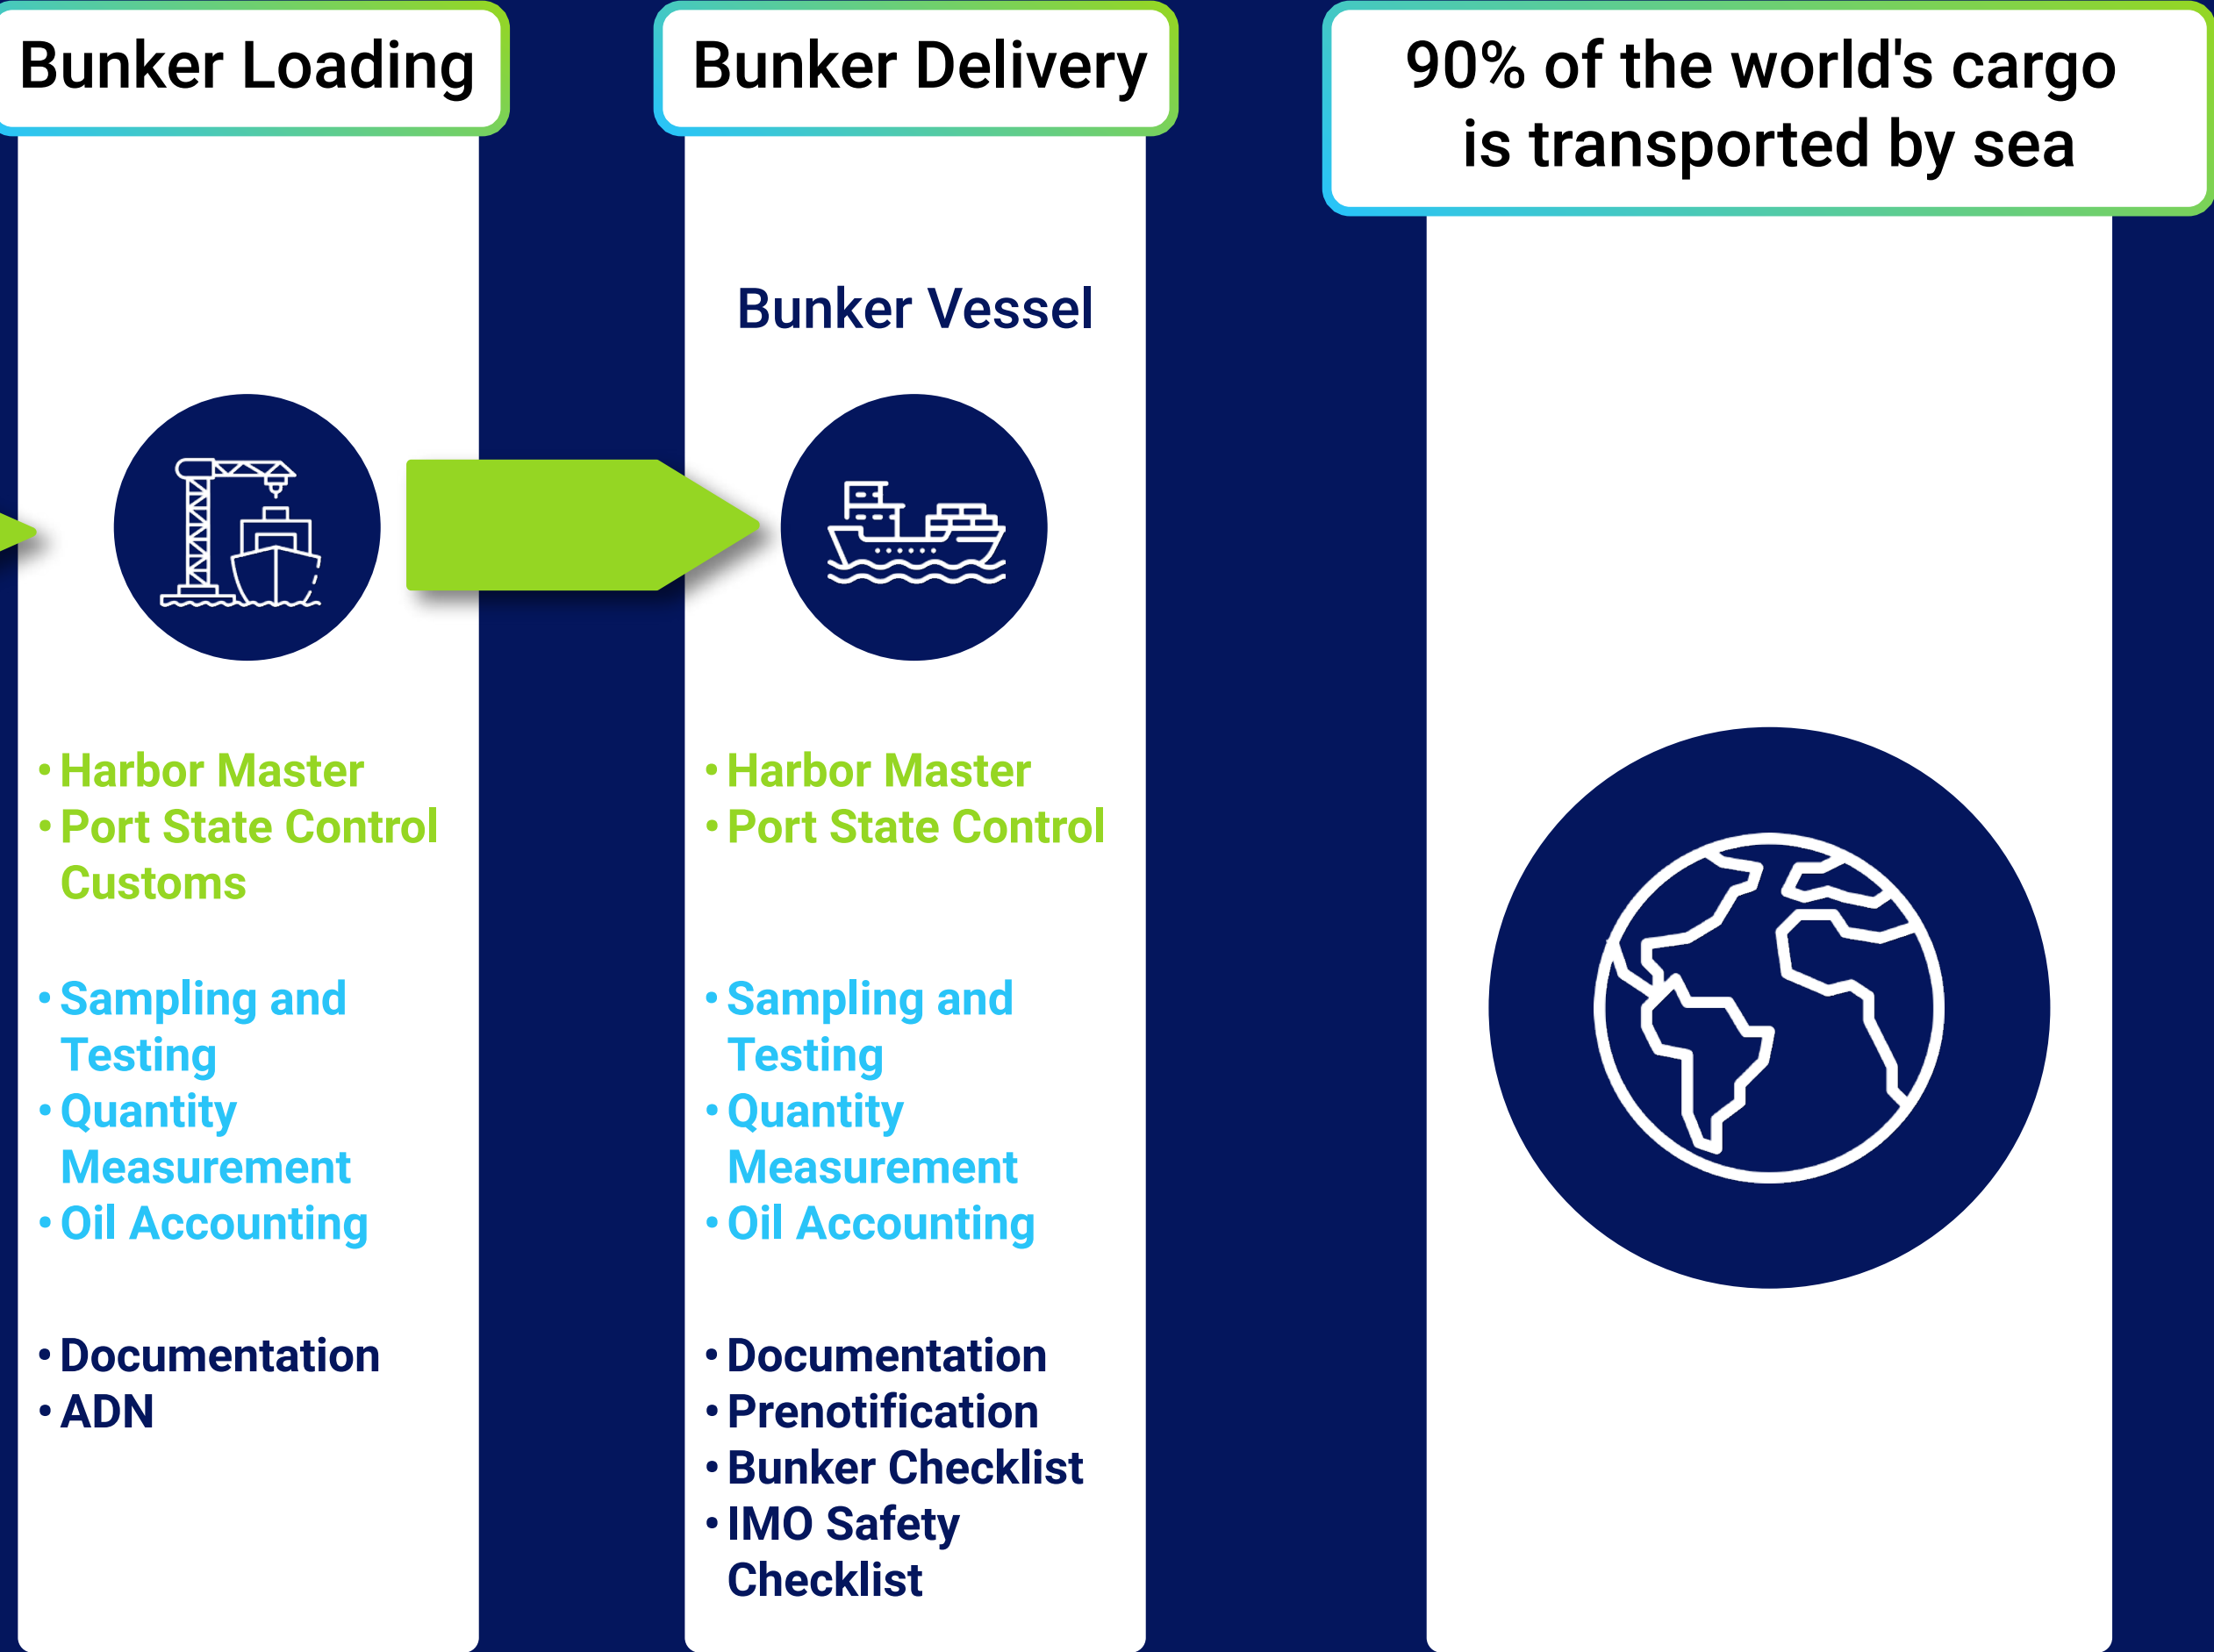 Bunker Loading
• Harbor Master
• Port State Control
Customs
• Sampling and
Testing
• Quantity
Measurement
• Oil Accounting
• Documentation
• ADN
Bunker Delivery
Bunker Vessel
• Harbor Master
• Port State Control
• Sampling and
Testing
• Quantity
Measurement
• Oil Accounting
• Documentation
• Prenotification
• Bunker Checklist
• IMO Safety
Checklist
90% of the world's cargo
is transported by sea